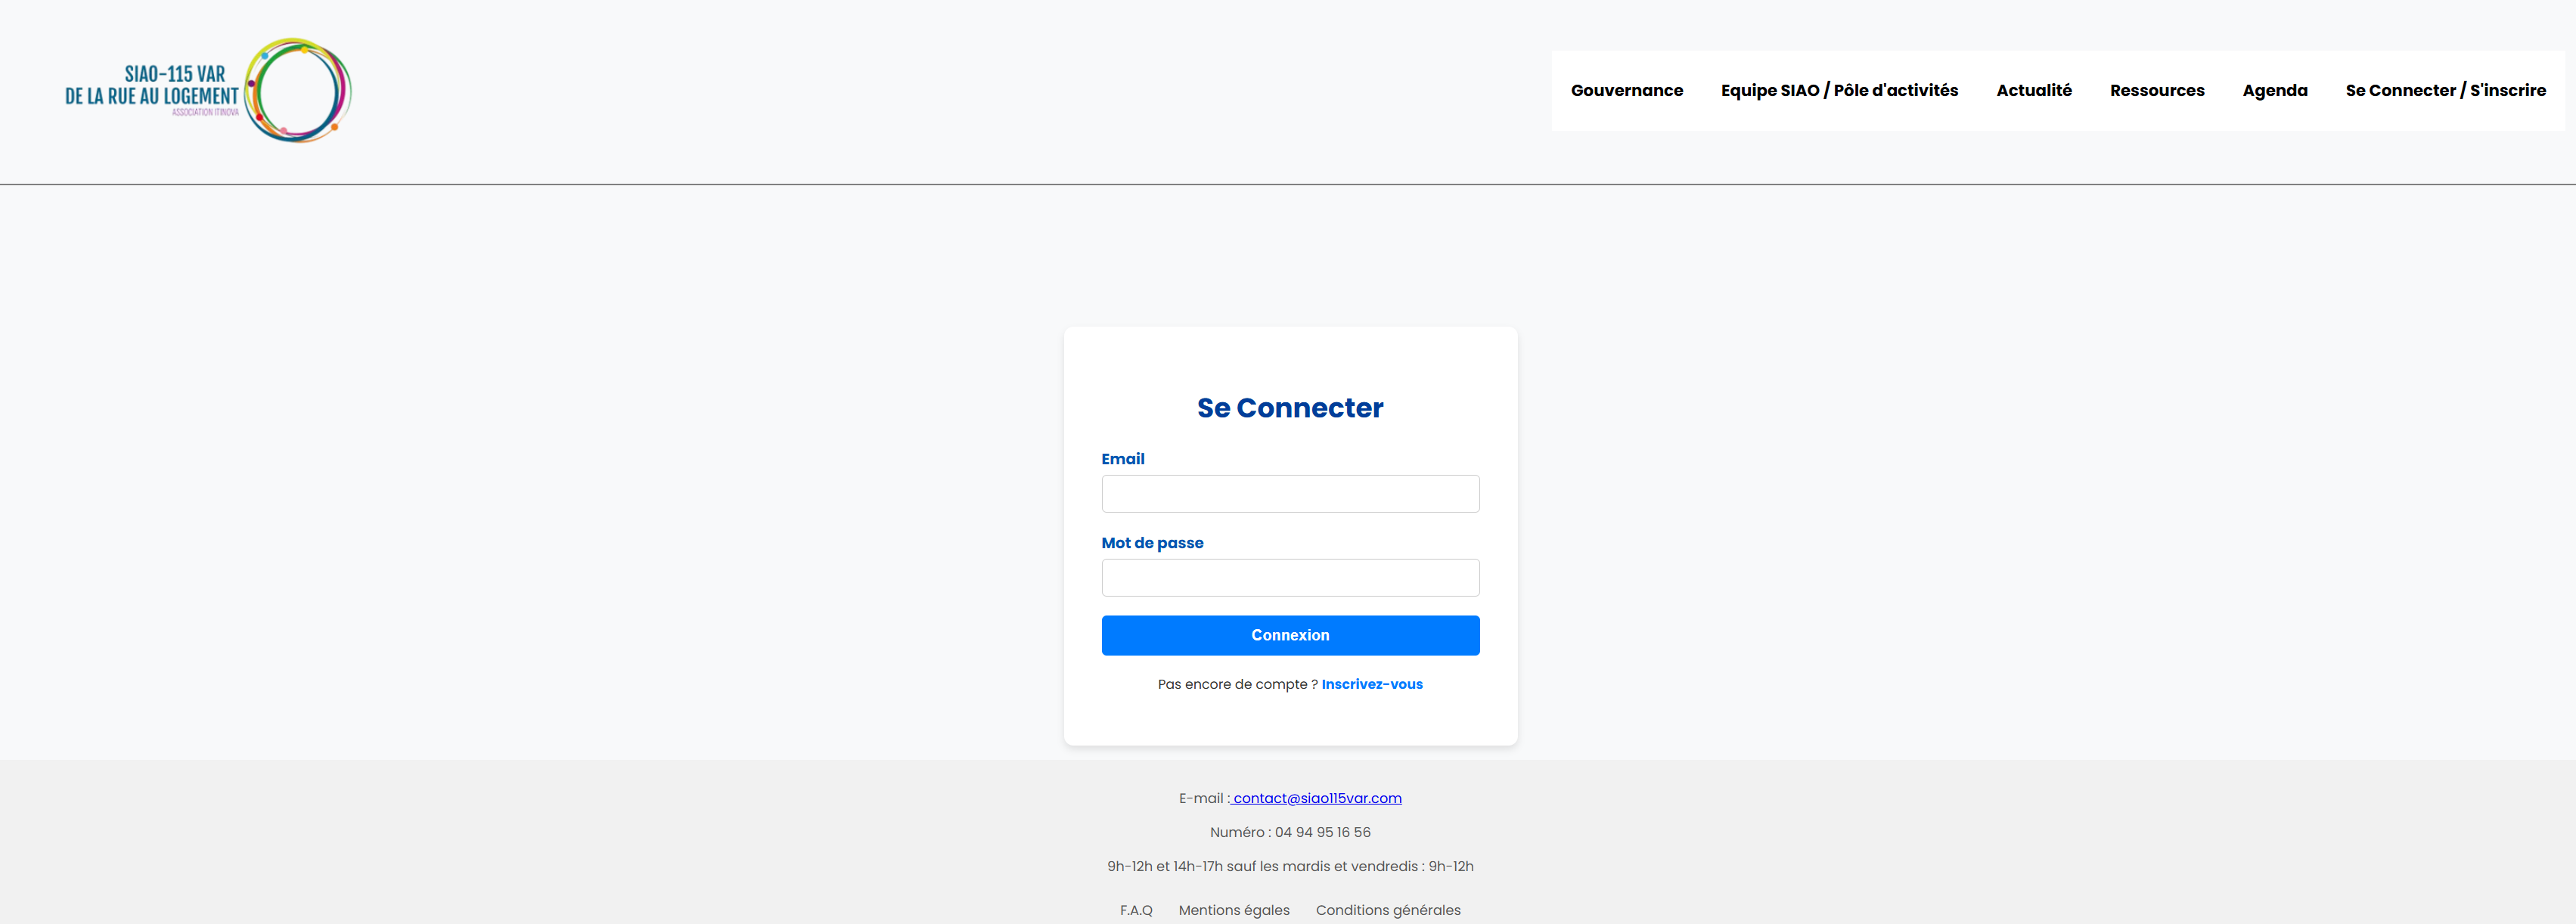 SIAO-115 VAR
DE LA RUE AU LOGEMENT
ASSOCIATION ITINOVA
Gouvernance Equipe SIAO / Pôle d'activités Actualité Ressources Agenda Se Connecter / S'inscrire
Se Connecter
Email
Mot de passe
Connexion
Pas encore de compte ? Inscrivez-vous
E-mail : contact@siao115var.com
Numéro : 04 94 95 16 56
9h-12h et 14h-17h sauf les mardis et vendredis : 9h-12h
F.A.Q Mentions égales Conditions générales